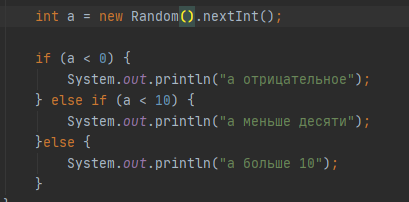 int a = new Random().nextInt();
if (a < 0) {
System.out.println("а отрицательное");
} else if (a < 10) {
System.out.println("а меньше десяти");
}else {
System.out.println("а больше 10");
}
}